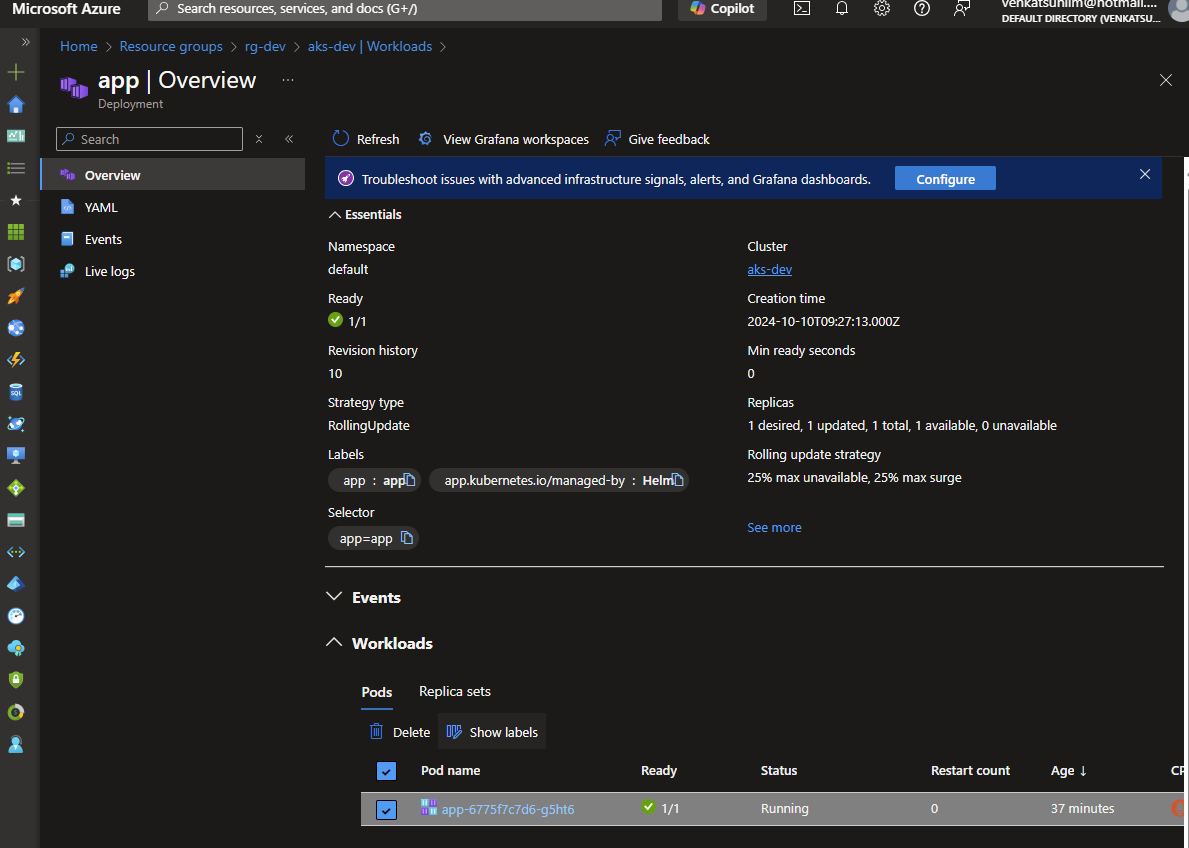 Microsoft Azure
Search resources, services, and docs (G+/)
Copilot
venkatsunlim@hotmail....
DEFAULT DIRECTORY (VENKATSU...
Home > Resource groups > rg-dev > aks-dev | Workloads >
app | Overview ...
Deployment
Search
Overview
YAML
Events
Live logs
Refresh
View Grafana workspaces
Give feedback
Troubleshoot issues with advanced infrastructure signals, alerts, and Grafana dashboards.
Configure
Essentials
Namespace
default
Ready
1/1
Revision history
10
Strategy type
RollingUpdate
Labels
app : app
app.kubernetes.io/managed-by : Helm
Selector
app=app
Cluster
aks-dev
Creation time
2024-10-10T09:27:13.000Z
Min ready seconds
0
Replicas
1 desired, 1 updated, 1 total, 1 available, 0 unavailable
Rolling update strategy
25% max unavailable, 25% max surge
See more
Events
Workloads
Pods
Replica sets
Delete
Show labels
Pod name Ready Status Restart count Age ↓ CP
app-6775f7c7d6-g5ht6 1/1 Running 0 37 minutes